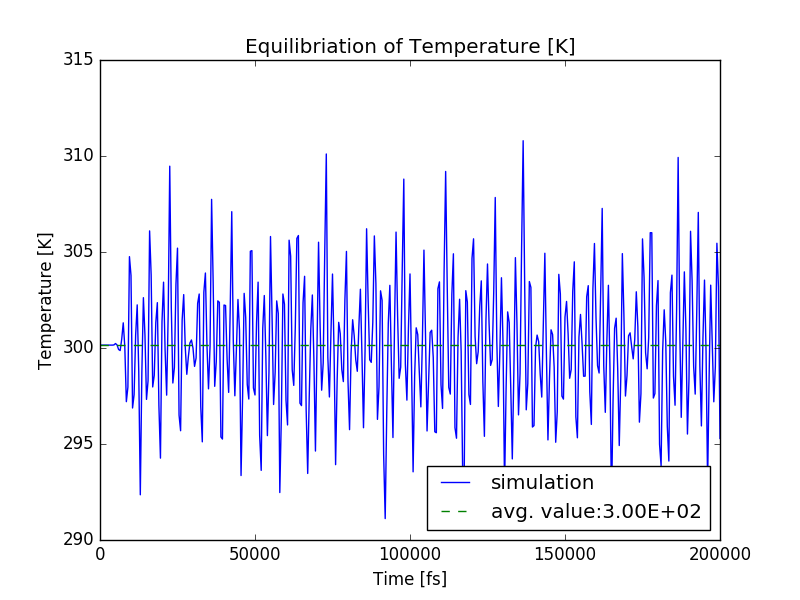 Equilibriation of Temperature [K]
315
310
305
300
295
290
Temperature [K]
0
50000
100000
150000
200000
Time [fs]
simulation
avg. value:3.00E+02